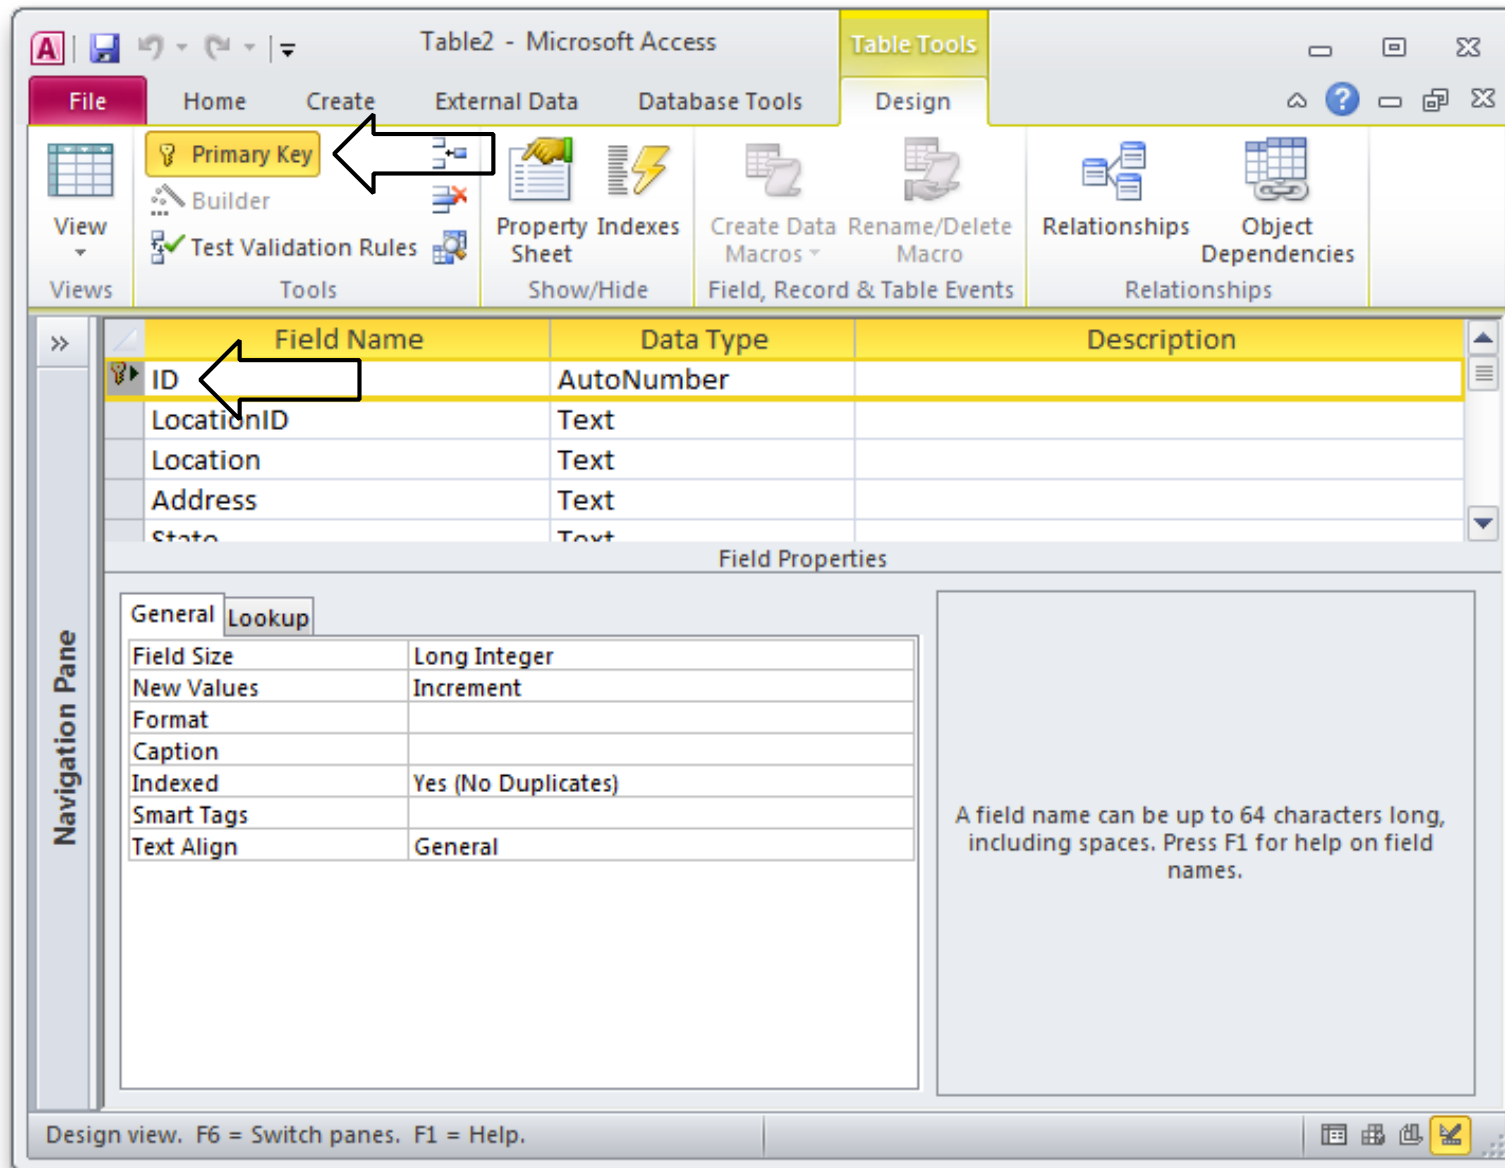 A
Table2 - Microsoft Access
Table Tools
File Home Create External Data Database Tools Design
?
Primary Key
Builder
Test Validation Rules
View
Property Sheet
Indexes
Create Data Macros
Rename/Delete Macro
Relationships
Object Dependencies
Views Tools Show/Hide Field, Record & Table Events Relationships
Field Name Data Type Description
ID AutoNumber
LocationID Text
Location Text
Address Text
State Text
Field Properties
Navigation Pane
General Lookup
Field Size Long Integer
New Values Increment
Format
Caption
Indexed Yes (No Duplicates)
Smart Tags
Text Align General
A field name can be up to 64 characters long,
including spaces. Press F1 for help on field
names.
Design view. F6 = Switch panes. F1 = Help.